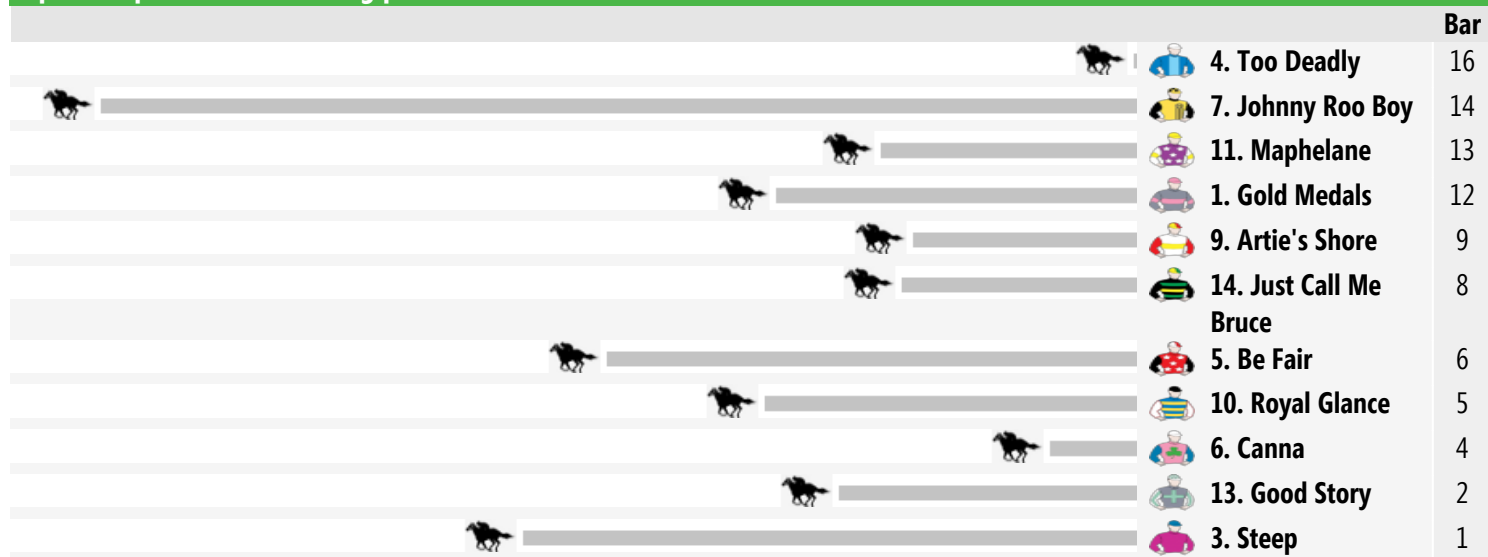 Bar
4. Too Deadly 16
7. Johnny Roo Boy 14
11. Maphelane 13
1. Gold Medals 12
9. Artie's Shore 9
14. Just Call Me 8
Bruce
5. Be Fair 6
10. Royal Glance 5
6. Canna 4
13. Good Story 2
3. Steep 1